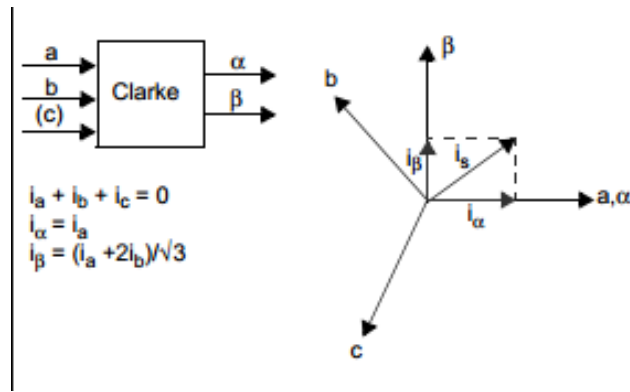 a
b
(c)
Clarke
α
β
i_a + i_b + i_c = 0
i_α = i_a
i_β = (i_a +2i_b)/√3
β
b
i_β
i_s
a,α
i_α
c